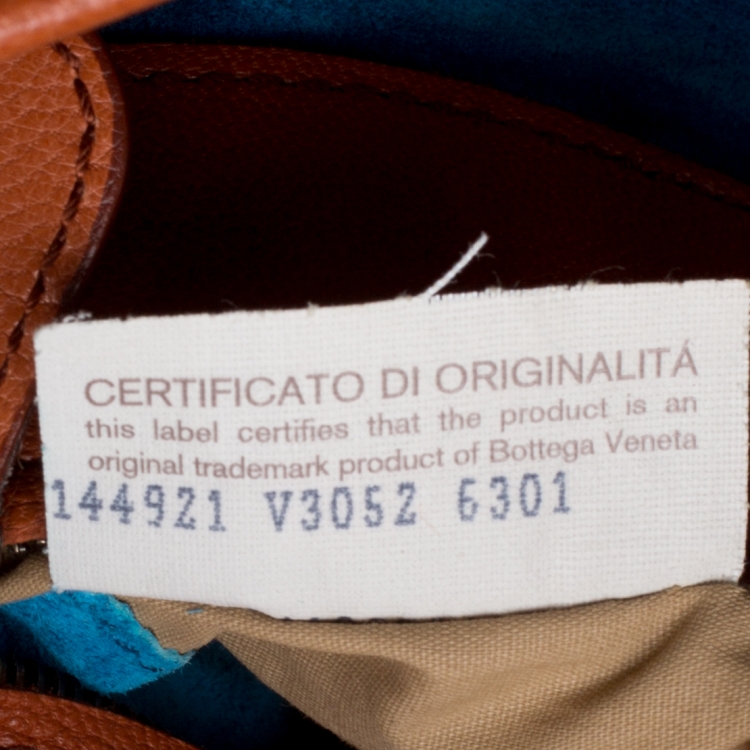 CERTIFICATO DI ORIGINALITÁ
this label certifies that the product is an
original trademark product of Bottega Veneta
144921 V3052 6301